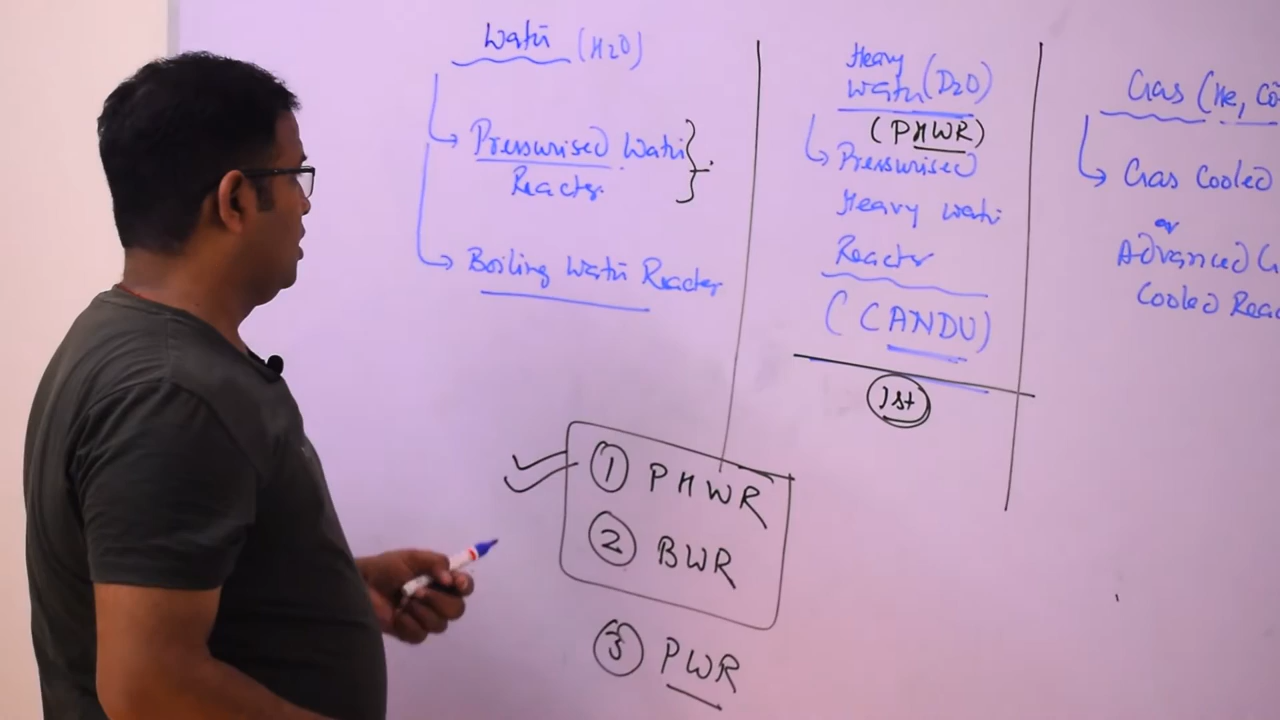 Water (H2O)
Pressurised Water
Reactor
Boiling Water Reactor
Heavy
Water (D2O)
(PHWR)
Pressurised
Heavy Water
Reactor
(CANDU)
1st
Gas (He, CO
Gas Cooled
or
Advanced G
Cooled Reac
1 PHWR
2 BWR
3 PWR